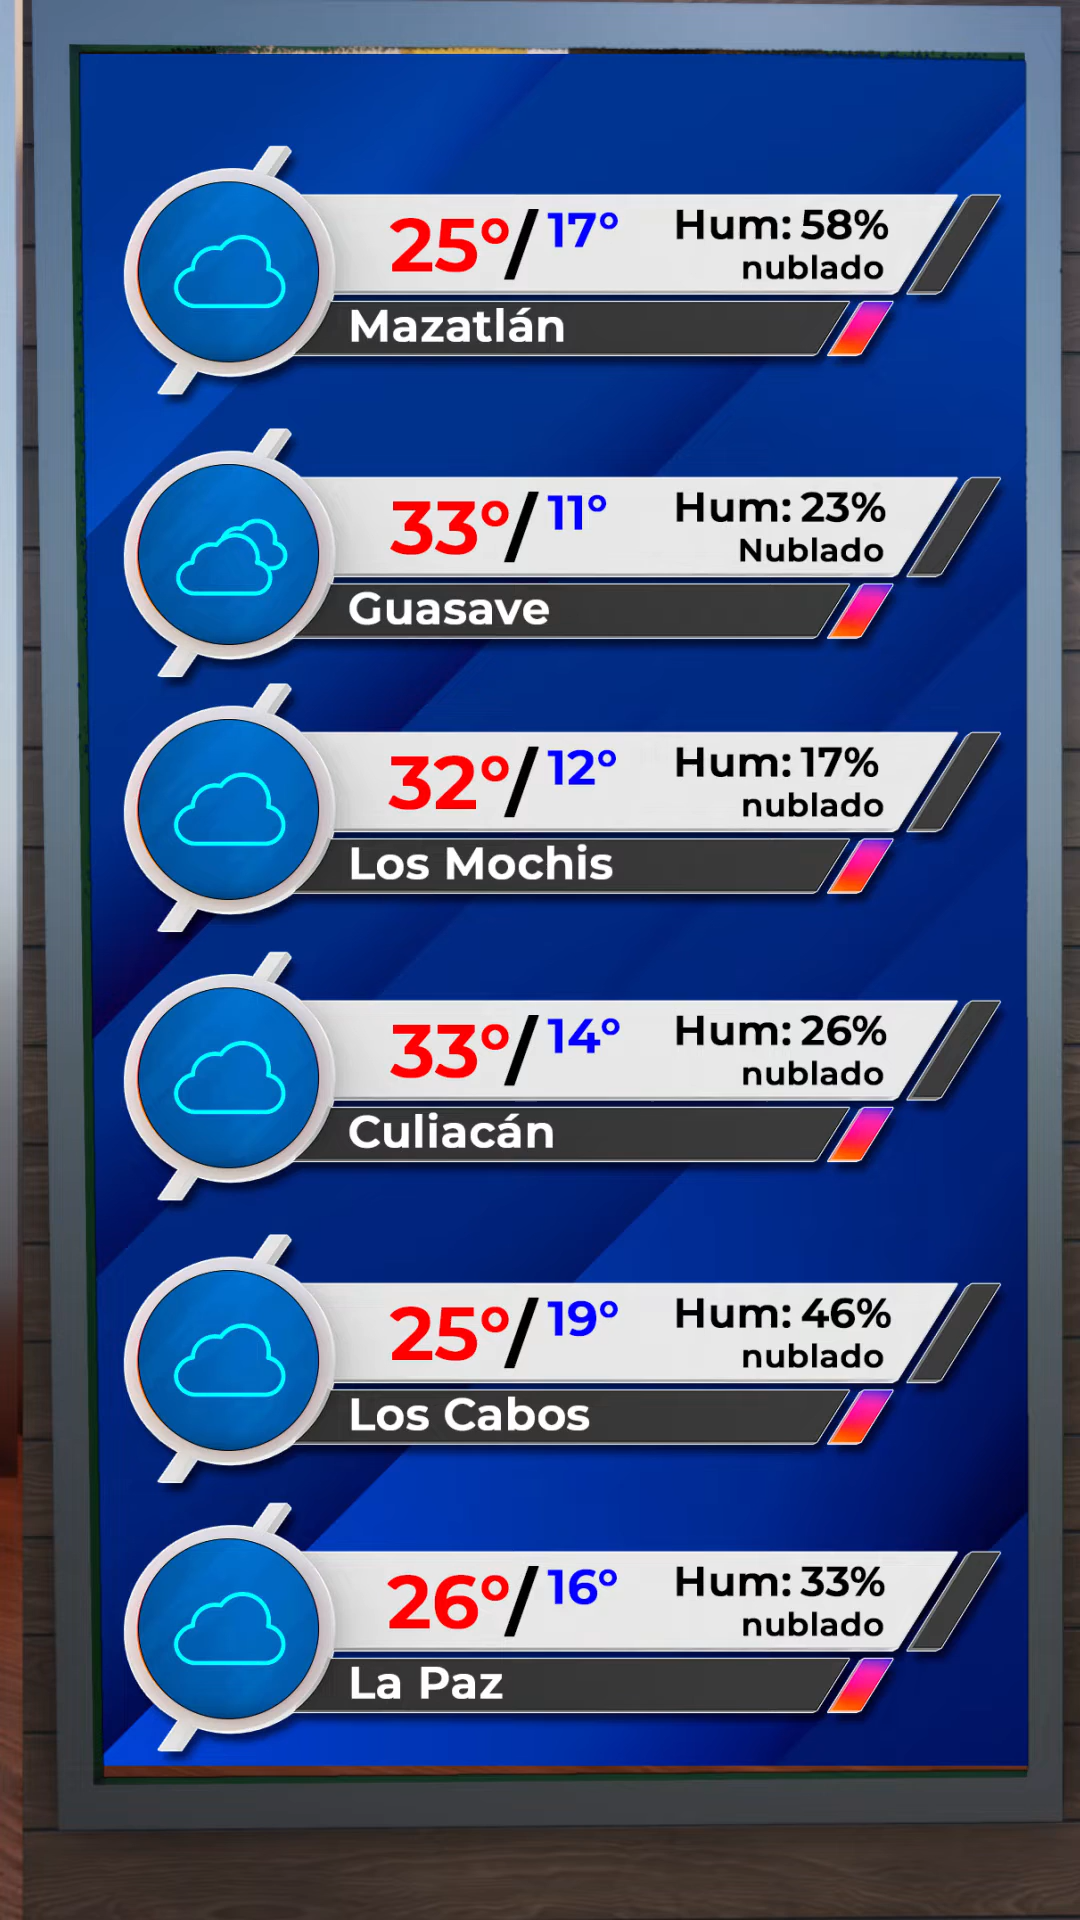 25°/17° Hum: 58%
nublado
Mazatlán
33°/11° Hum: 23%
Nublado
Guasave
32°/12° Hum: 17%
nublado
Los Mochis
33°/14° Hum: 26%
nublado
Culiacán
25°/19° Hum: 46%
nublado
Los Cabos
26°/16° Hum: 33%
nublado
La Paz